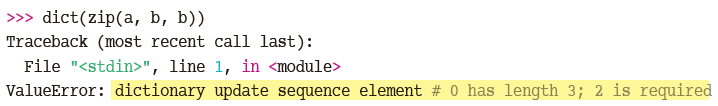 >>> dict(zip(a, b, b))
Traceback (most recent call last):
  File "<stdin>", line 1, in <module>
ValueError: dictionary update sequence element # 0 has length 3; 2 is required